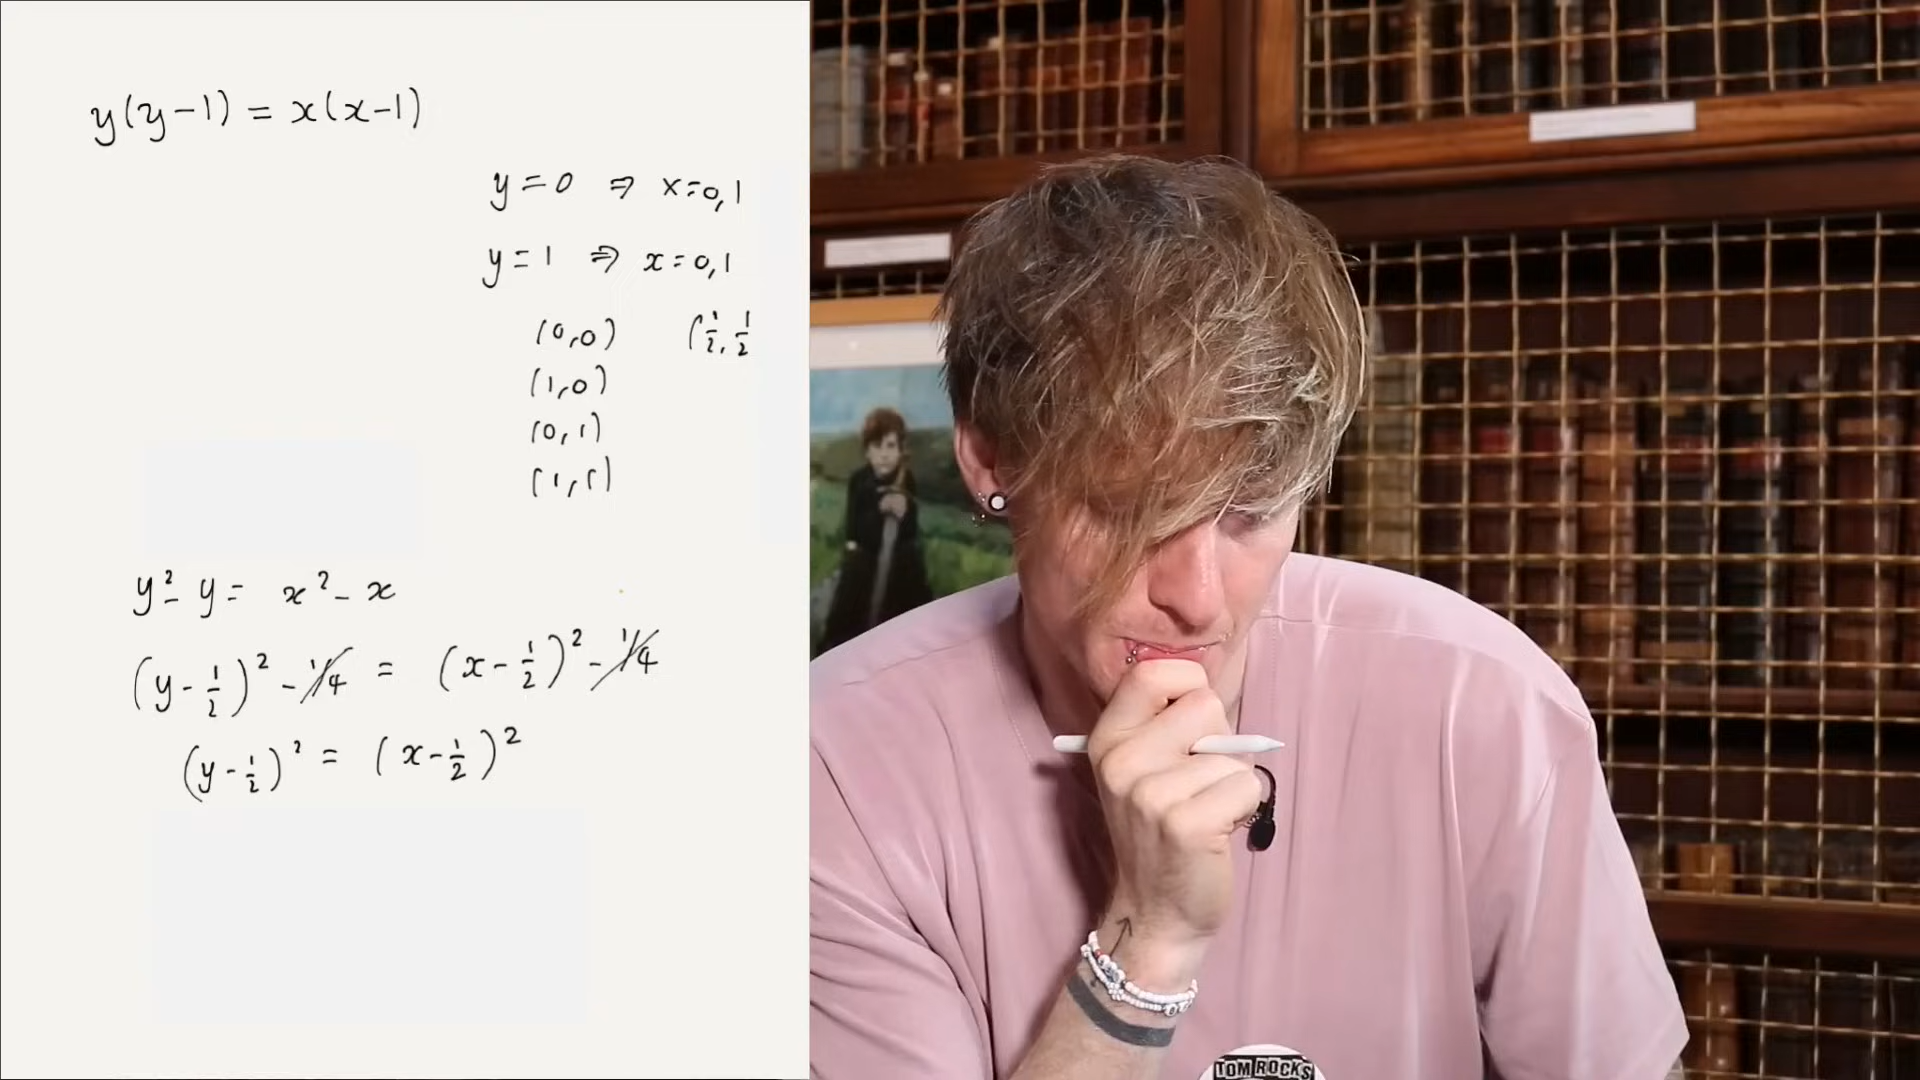 y(y-1) = x(x-1)
y=0 ⇒ x=0,1
y=1 ⇒ x=0,1
(0,0) (½, ½
(1,0)
(0,1)
(1,1)
y² - y = x² - x
(y - ½)² - ¼ = (x - ½)² - ¼
(y - ½)² = (x - ½)²
TOM ROCKS